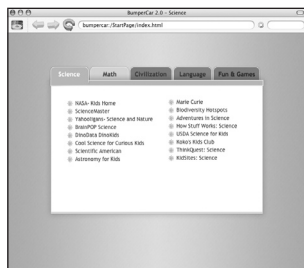 BumperCar 2.0 - Science
bumpercar:/StartPage/index.html
Science Math Civilization Language Fun & Games
NASA- Kids Home
ScienceMaster
Yahooligans- Science and Nature
BrainPOP Science
DinoData DinoKids
Cool Science for Curious Kids
Scientific American
Astronomy for Kids
Marie Curie
Biodiversity Hotspots
Adventures in Science
How Stuff Works: Science
USDA Science for Kids
Koko's Kids Club
ThinkQuest: Science
KidSites: Science